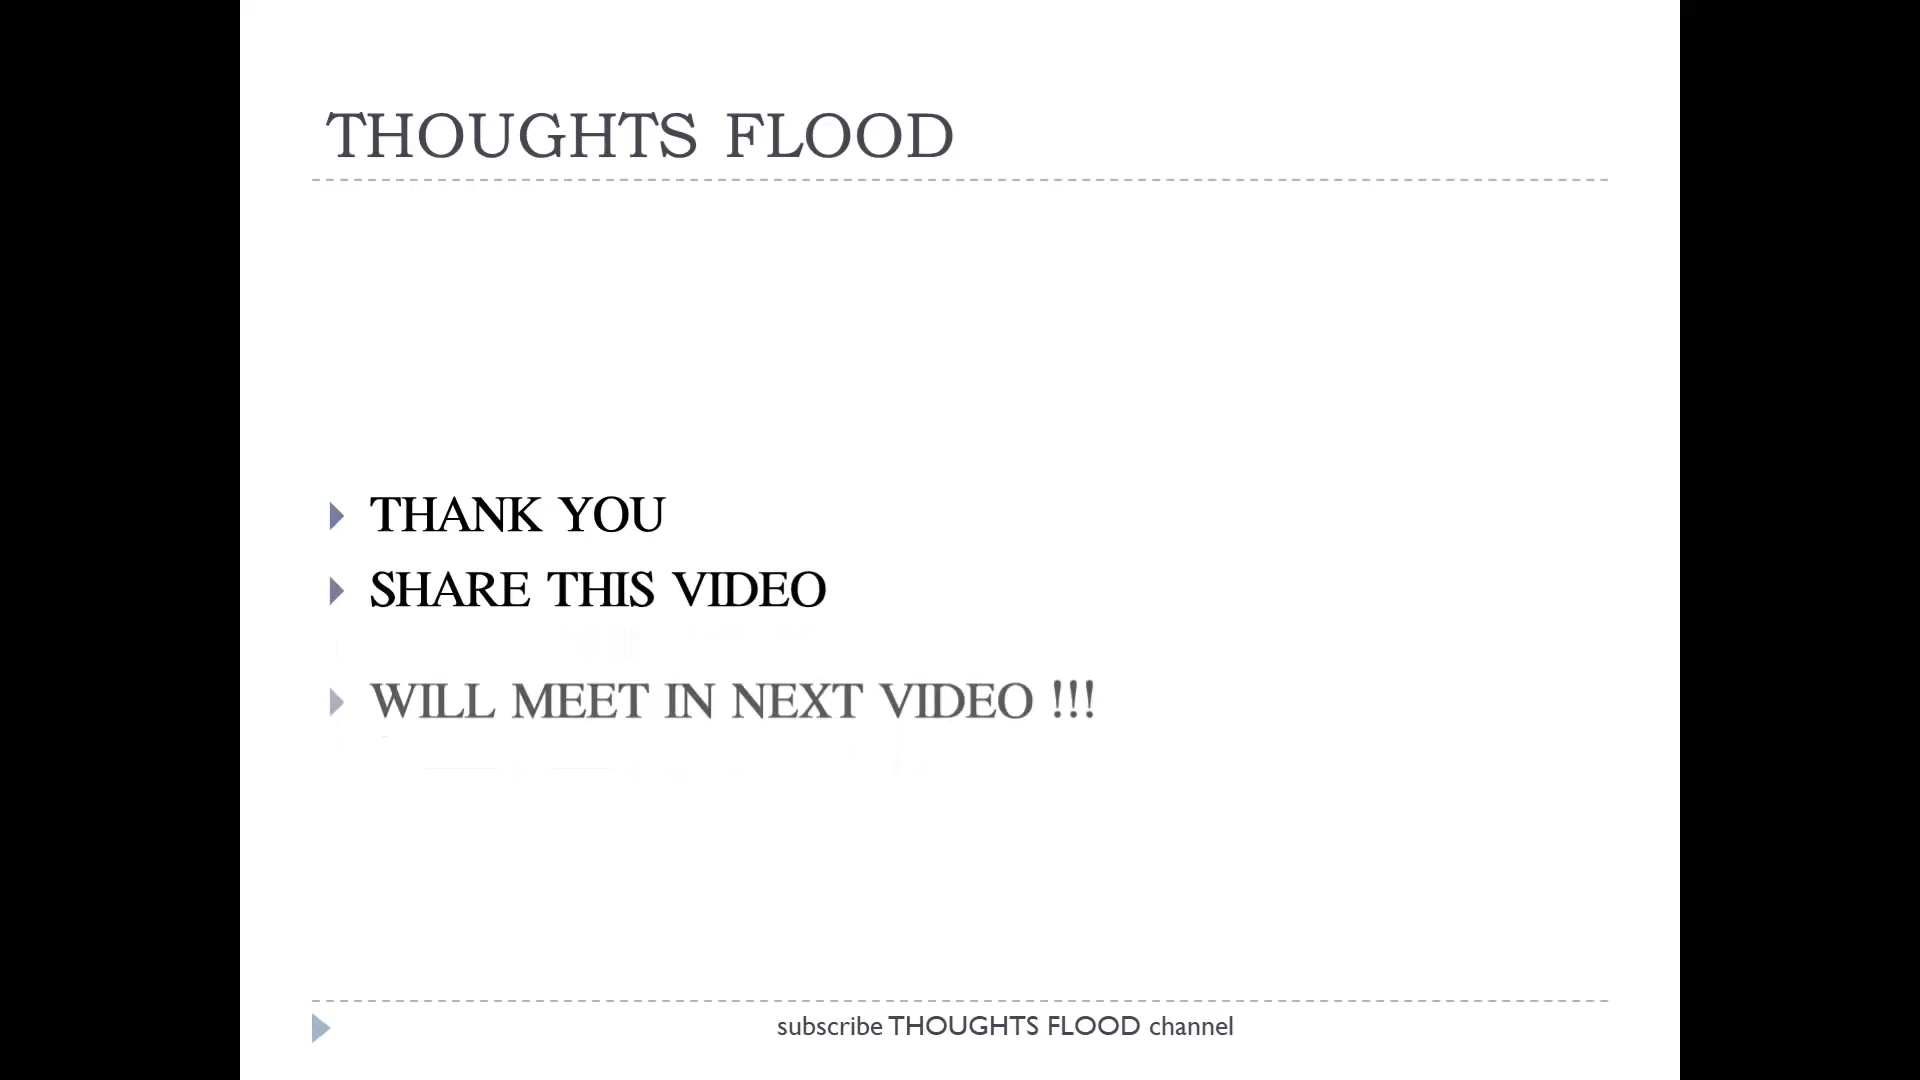 THOUGHTS FLOOD
THANK YOU
SHARE THIS VIDEO
WILL MEET IN NEXT VIDEO !!!
subscribe THOUGHTS FLOOD channel